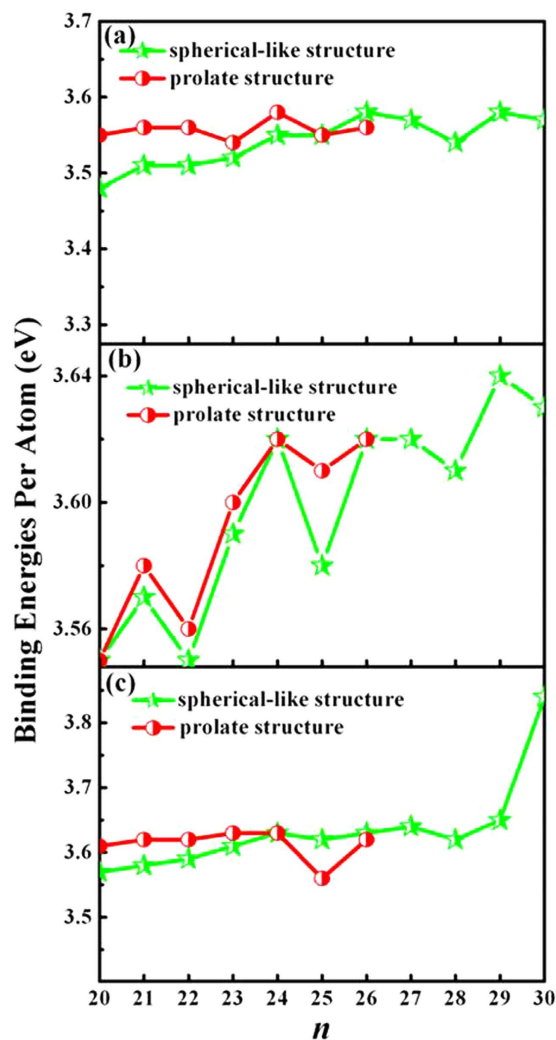 Binding Energies Per Atom (eV)
(a)
spherical-like structure
prolate structure
3.7
3.6
3.5
3.4
3.3
(b)
spherical-like structure
prolate structure
3.64
3.60
3.56
(c)
spherical-like structure
prolate structure
3.8
3.7
3.6
3.5
20 21 22 23 24 25 26 27 28 29 30
n